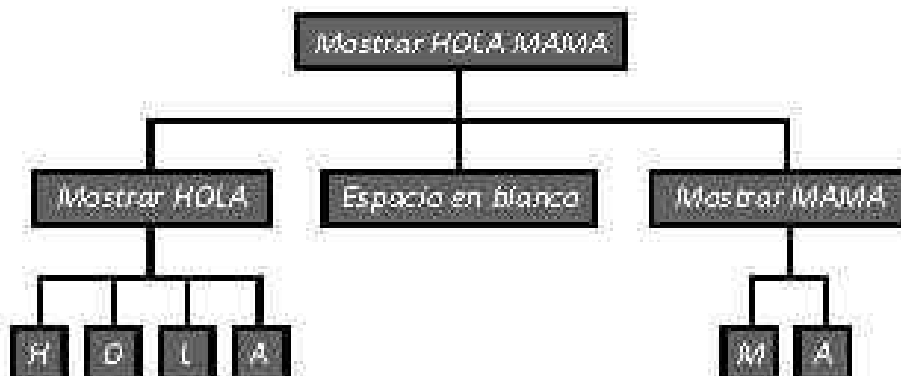 Mostrar HOLA MAMA
Mostrar HOLA
Espacio en blanco
Mostrar MAMA
H
O
L
A
M
A